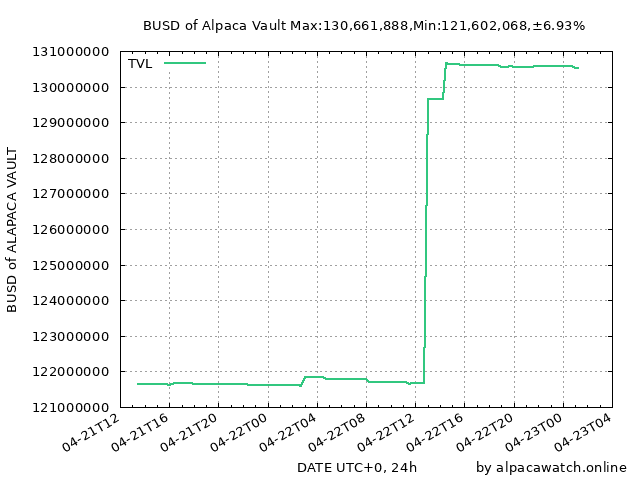 BUSD of Alpaca Vault Max:130,661,888,Min:121,602,068,±6.93%
TVL
BUSD of ALAPACA VAULT
131000000
130000000
129000000
128000000
127000000
126000000
125000000
124000000
123000000
122000000
121000000
04-21T12
04-21T16
04-21T20
04-22T00
04-22T04
04-22T08
04-22T12
04-22T16
04-22T20
04-23T00
04-23T04
DATE UTC+0, 24h
by alpacawatch.online